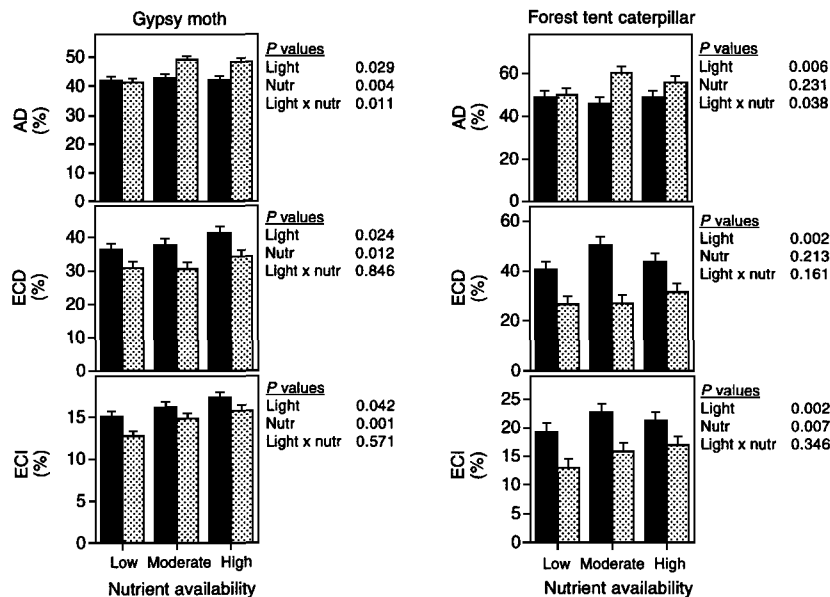 Gypsy moth
50
40
30
20
10
0
AD
(%)
P values
Light 0.029
Nutr 0.004
Light x nutr 0.011
40
30
20
10
0
ECD
(%)
P values
Light 0.024
Nutr 0.012
Light x nutr 0.846
15
10
5
0
ECI
(%)
P values
Light 0.042
Nutr 0.001
Light x nutr 0.571
Low Moderate High
Nutrient availability
Forest tent caterpillar
60
40
20
0
AD
(%)
P values
Light 0.006
Nutr 0.231
Light x nutr 0.038
60
40
20
0
ECD
(%)
P values
Light 0.002
Nutr 0.213
Light x nutr 0.161
25
20
15
10
5
0
ECI
(%)
P values
Light 0.002
Nutr 0.007
Light x nutr 0.346
Low Moderate High
Nutrient availability